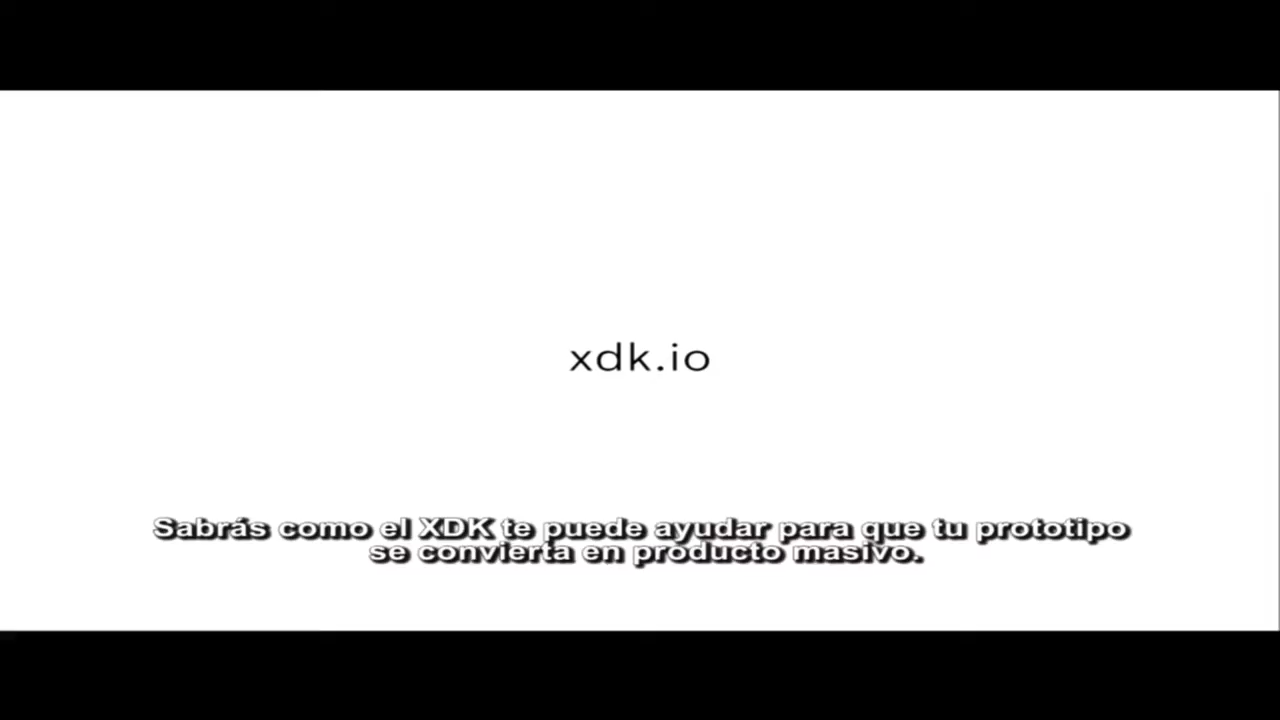 xdk.io
Sabrás como el XDK te puede ayudar para que tu prototipo
se convierta en producto masivo.